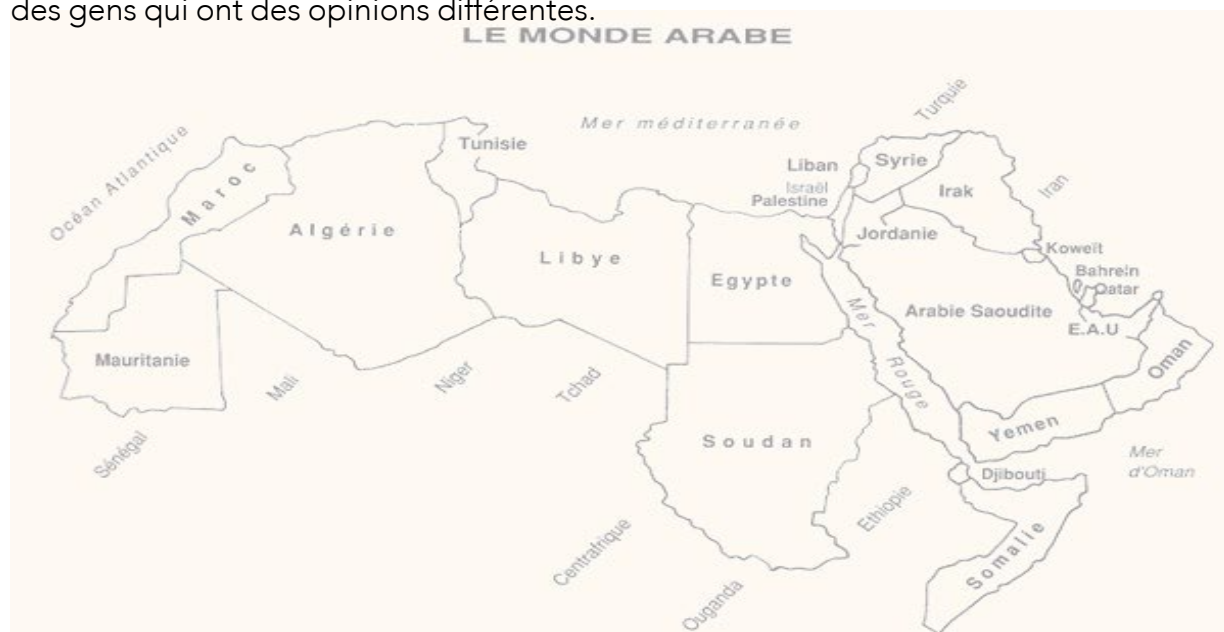 des gens qui ont des opinions différentes.
LE MONDE ARABE
Turquie
Mer méditerranée
Océan Atlantique
Tunisie
Maroc
Liban
Syrie
Israël
Palestine
Irak
Iran
Algérie
Jordanie
Libye
Koweït
Egypte
Bahreïn
Qatar
Arabie Saoudite
E.A.U
Mer Rouge
Oman
Mauritanie
Mali
Niger
Tchad
Yemen
Soudan
Sénégal
Mer
d'Oman
Djibouti
Ethiopie
Centrafrique
Somalie
Ouganda